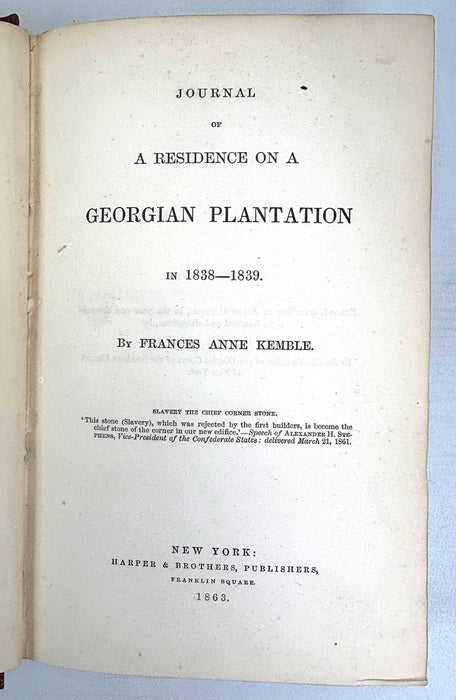 JOURNAL
OF
A RESIDENCE ON A
GEORGIAN PLANTATION
IN 1838—1839.
BY FRANCES ANNE KEMBLE.
SLAVERY THE CHIEF CORNER STONE.
'This stone (Slavery), which was rejected by the first builders, is become the
chief stone of the corner in our new edifice.'—Speech of ALEXANDER H. STE-
PHENS, Vice-President of the Confederate States: delivered March 21, 1861.
NEW YORK:
HARPER & BROTHERS, PUBLISHERS,
FRANKLIN SQUARE.
1863.